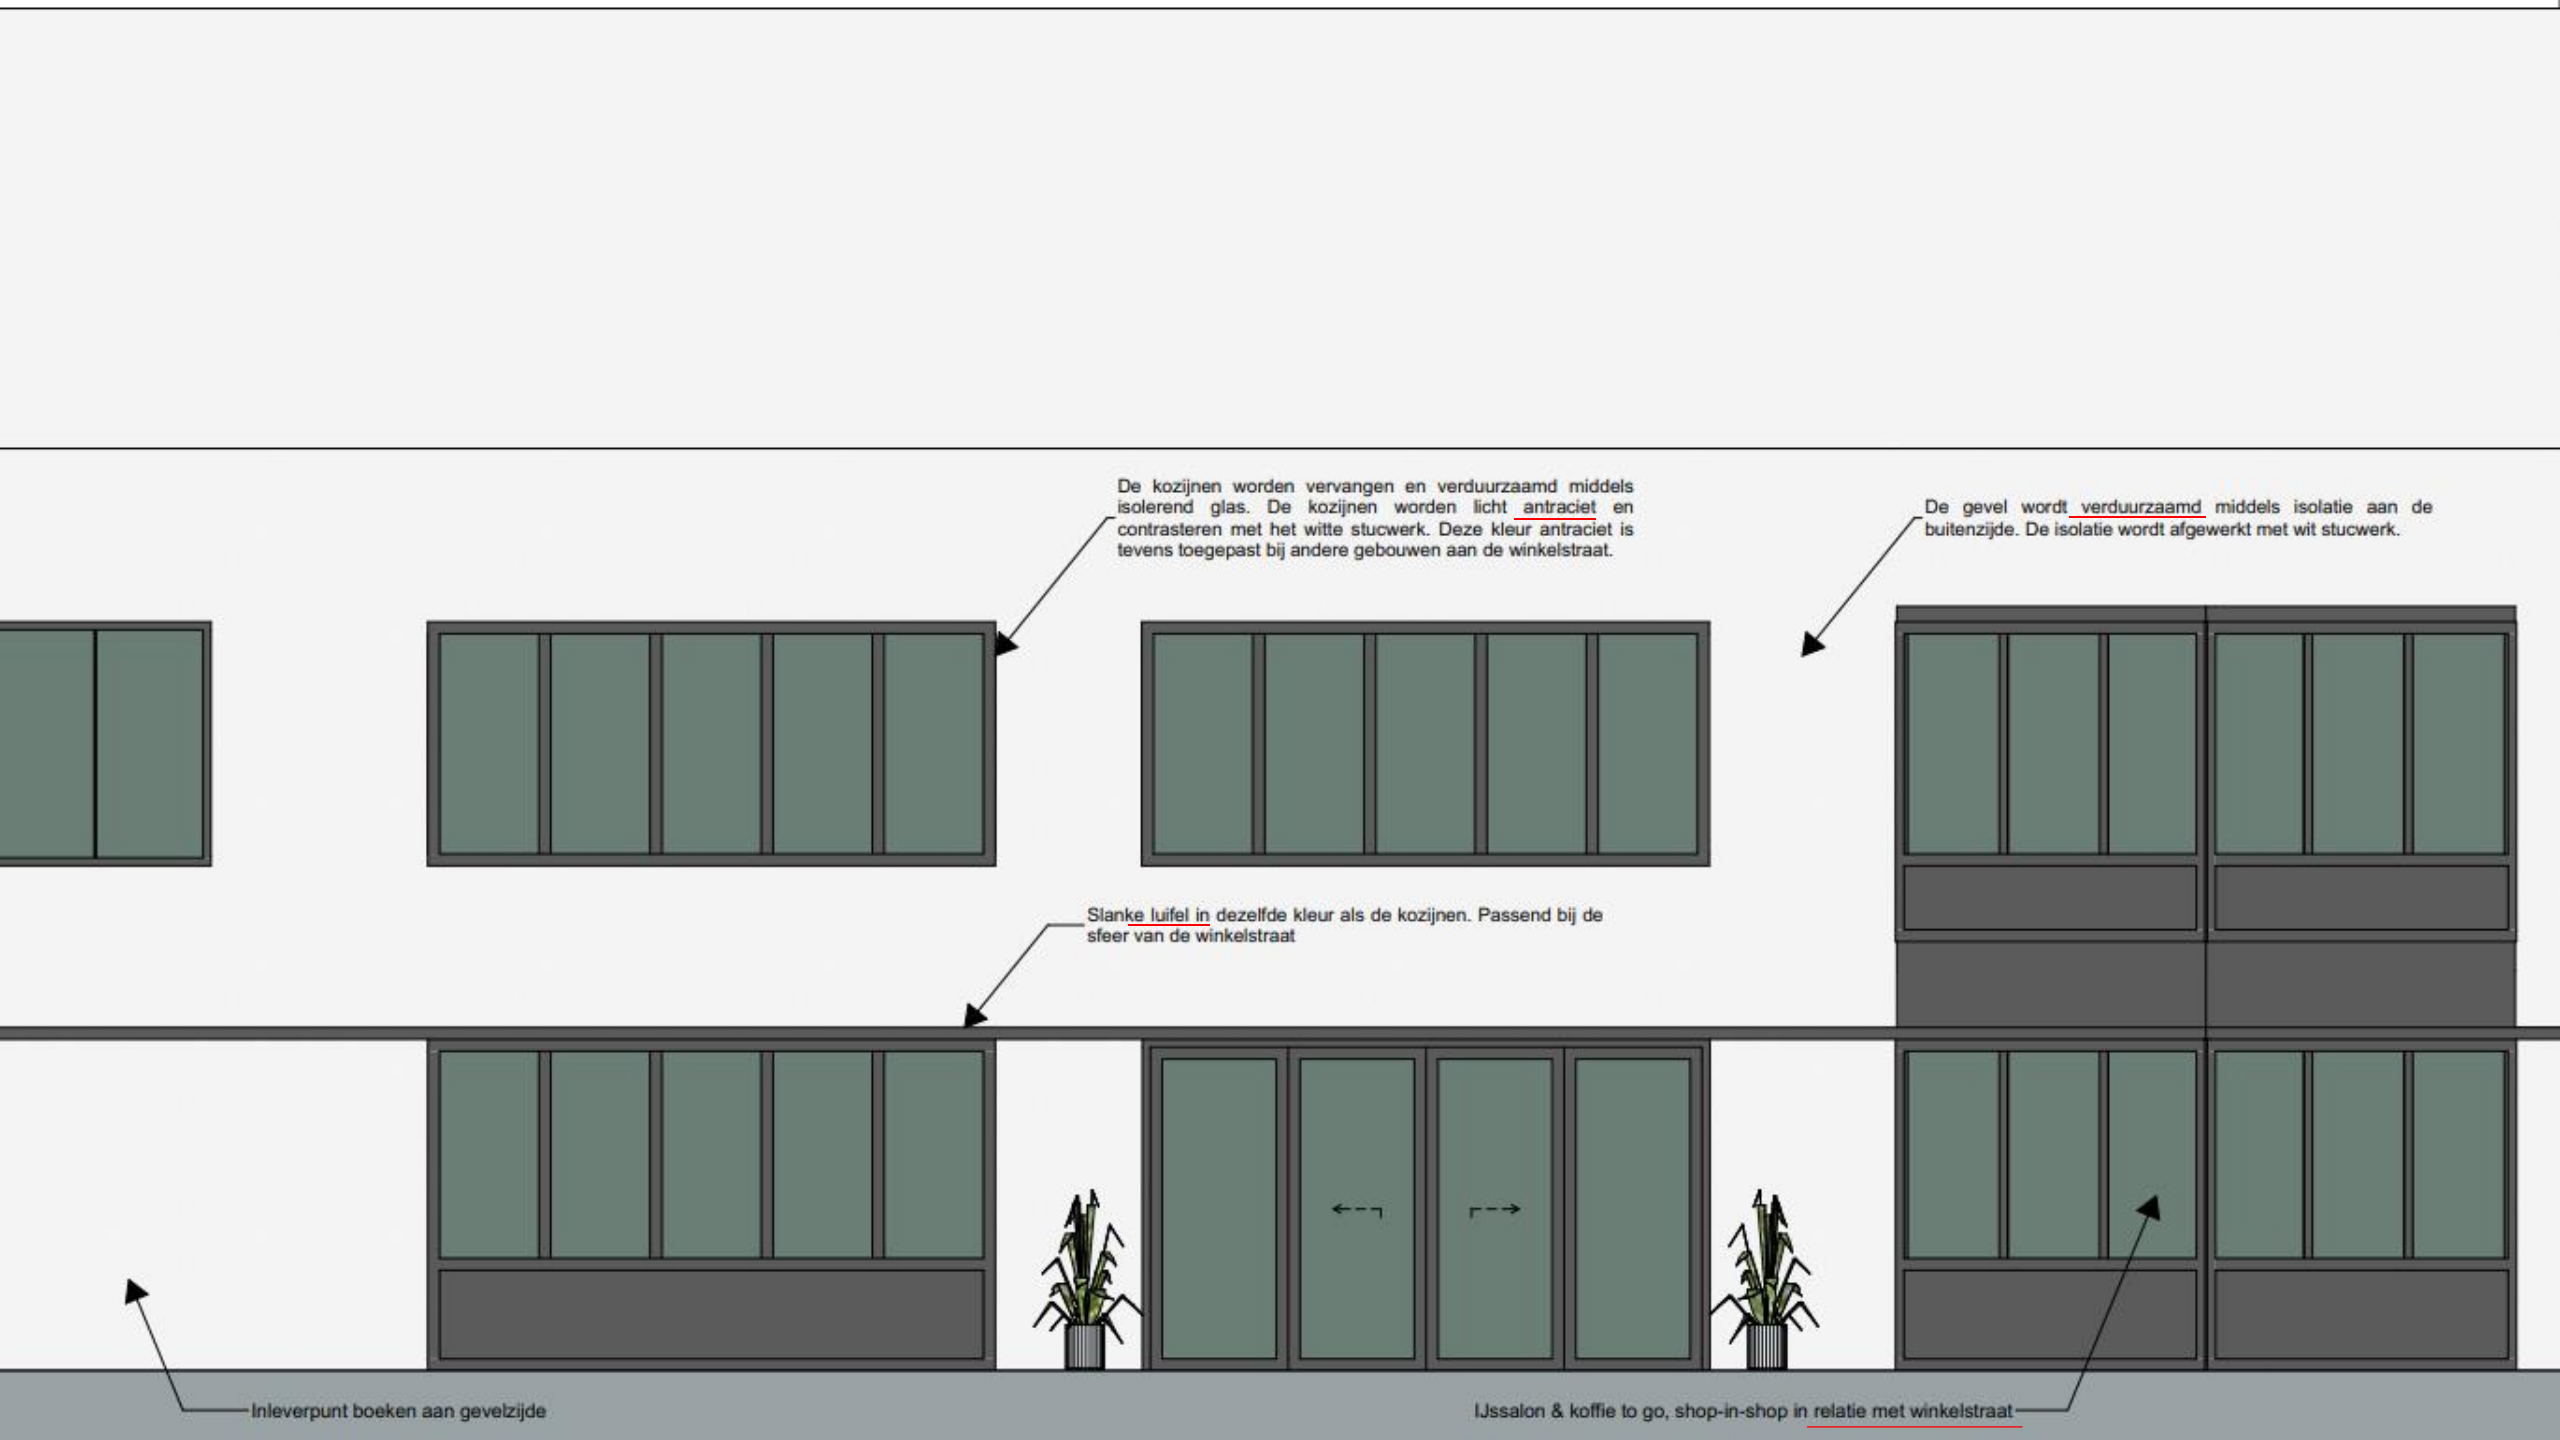 De kozijnen worden vervangen en verduurzaamd middels
isolerend glas. De kozijnen worden licht antraciet en
contrasteren met het witte stucwerk. Deze kleur antraciet is
tevens toegepast bij andere gebouwen aan de winkelstraat.
De gevel wordt verduurzaamd middels isolatie aan de
buitenzijde. De isolatie wordt afgewerkt met wit stucwerk.
Slanke luifel in dezelfde kleur als de kozijnen. Passend bij de
sfeer van de winkelstraat
Inleverpunt boeken aan gevelzijde
IJssalon & koffie to go, shop-in-shop in relatie met winkelstraat